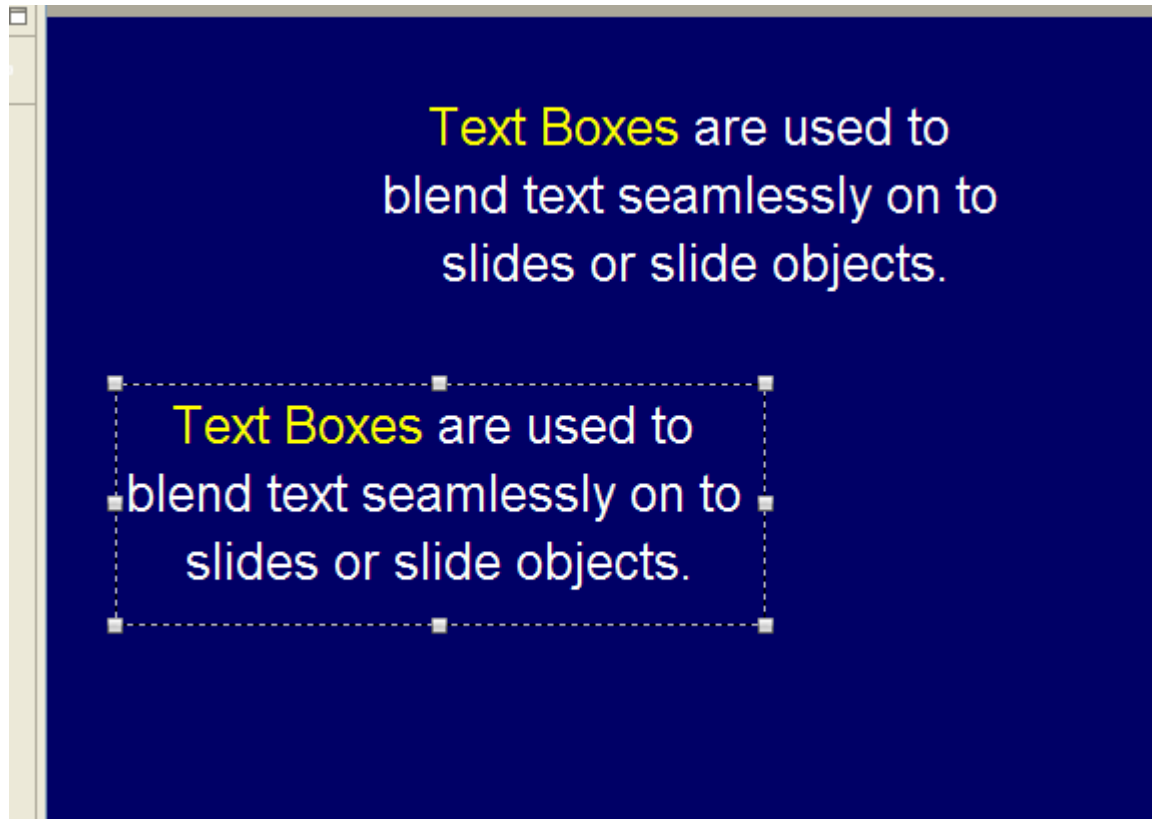 Text Boxes are used to
blend text seamlessly on to
slides or slide objects.
Text Boxes are used to
blend text seamlessly on to
slides or slide objects.